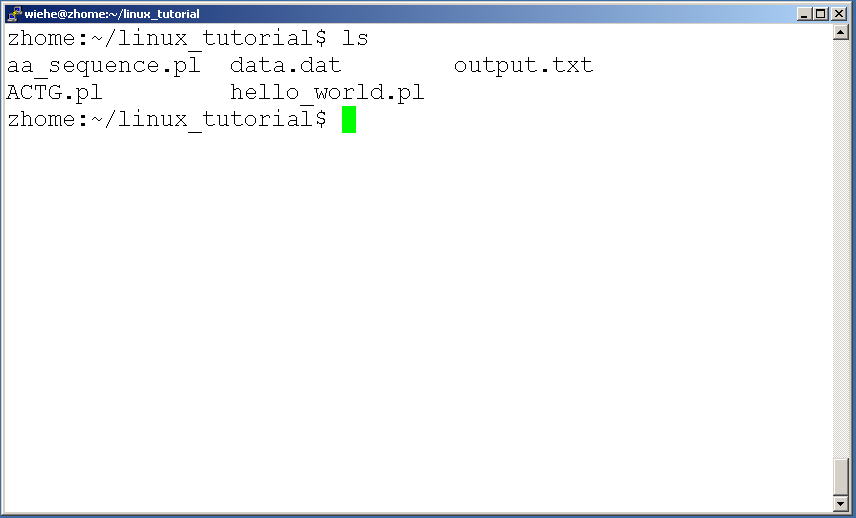 wiehe@zhome:~/linux_tutorial
zhome:~/linux_tutorial$ ls
aa_sequence.pl  data.dat        output.txt
ACTG.pl         hello_world.pl
zhome:~/linux_tutorial$